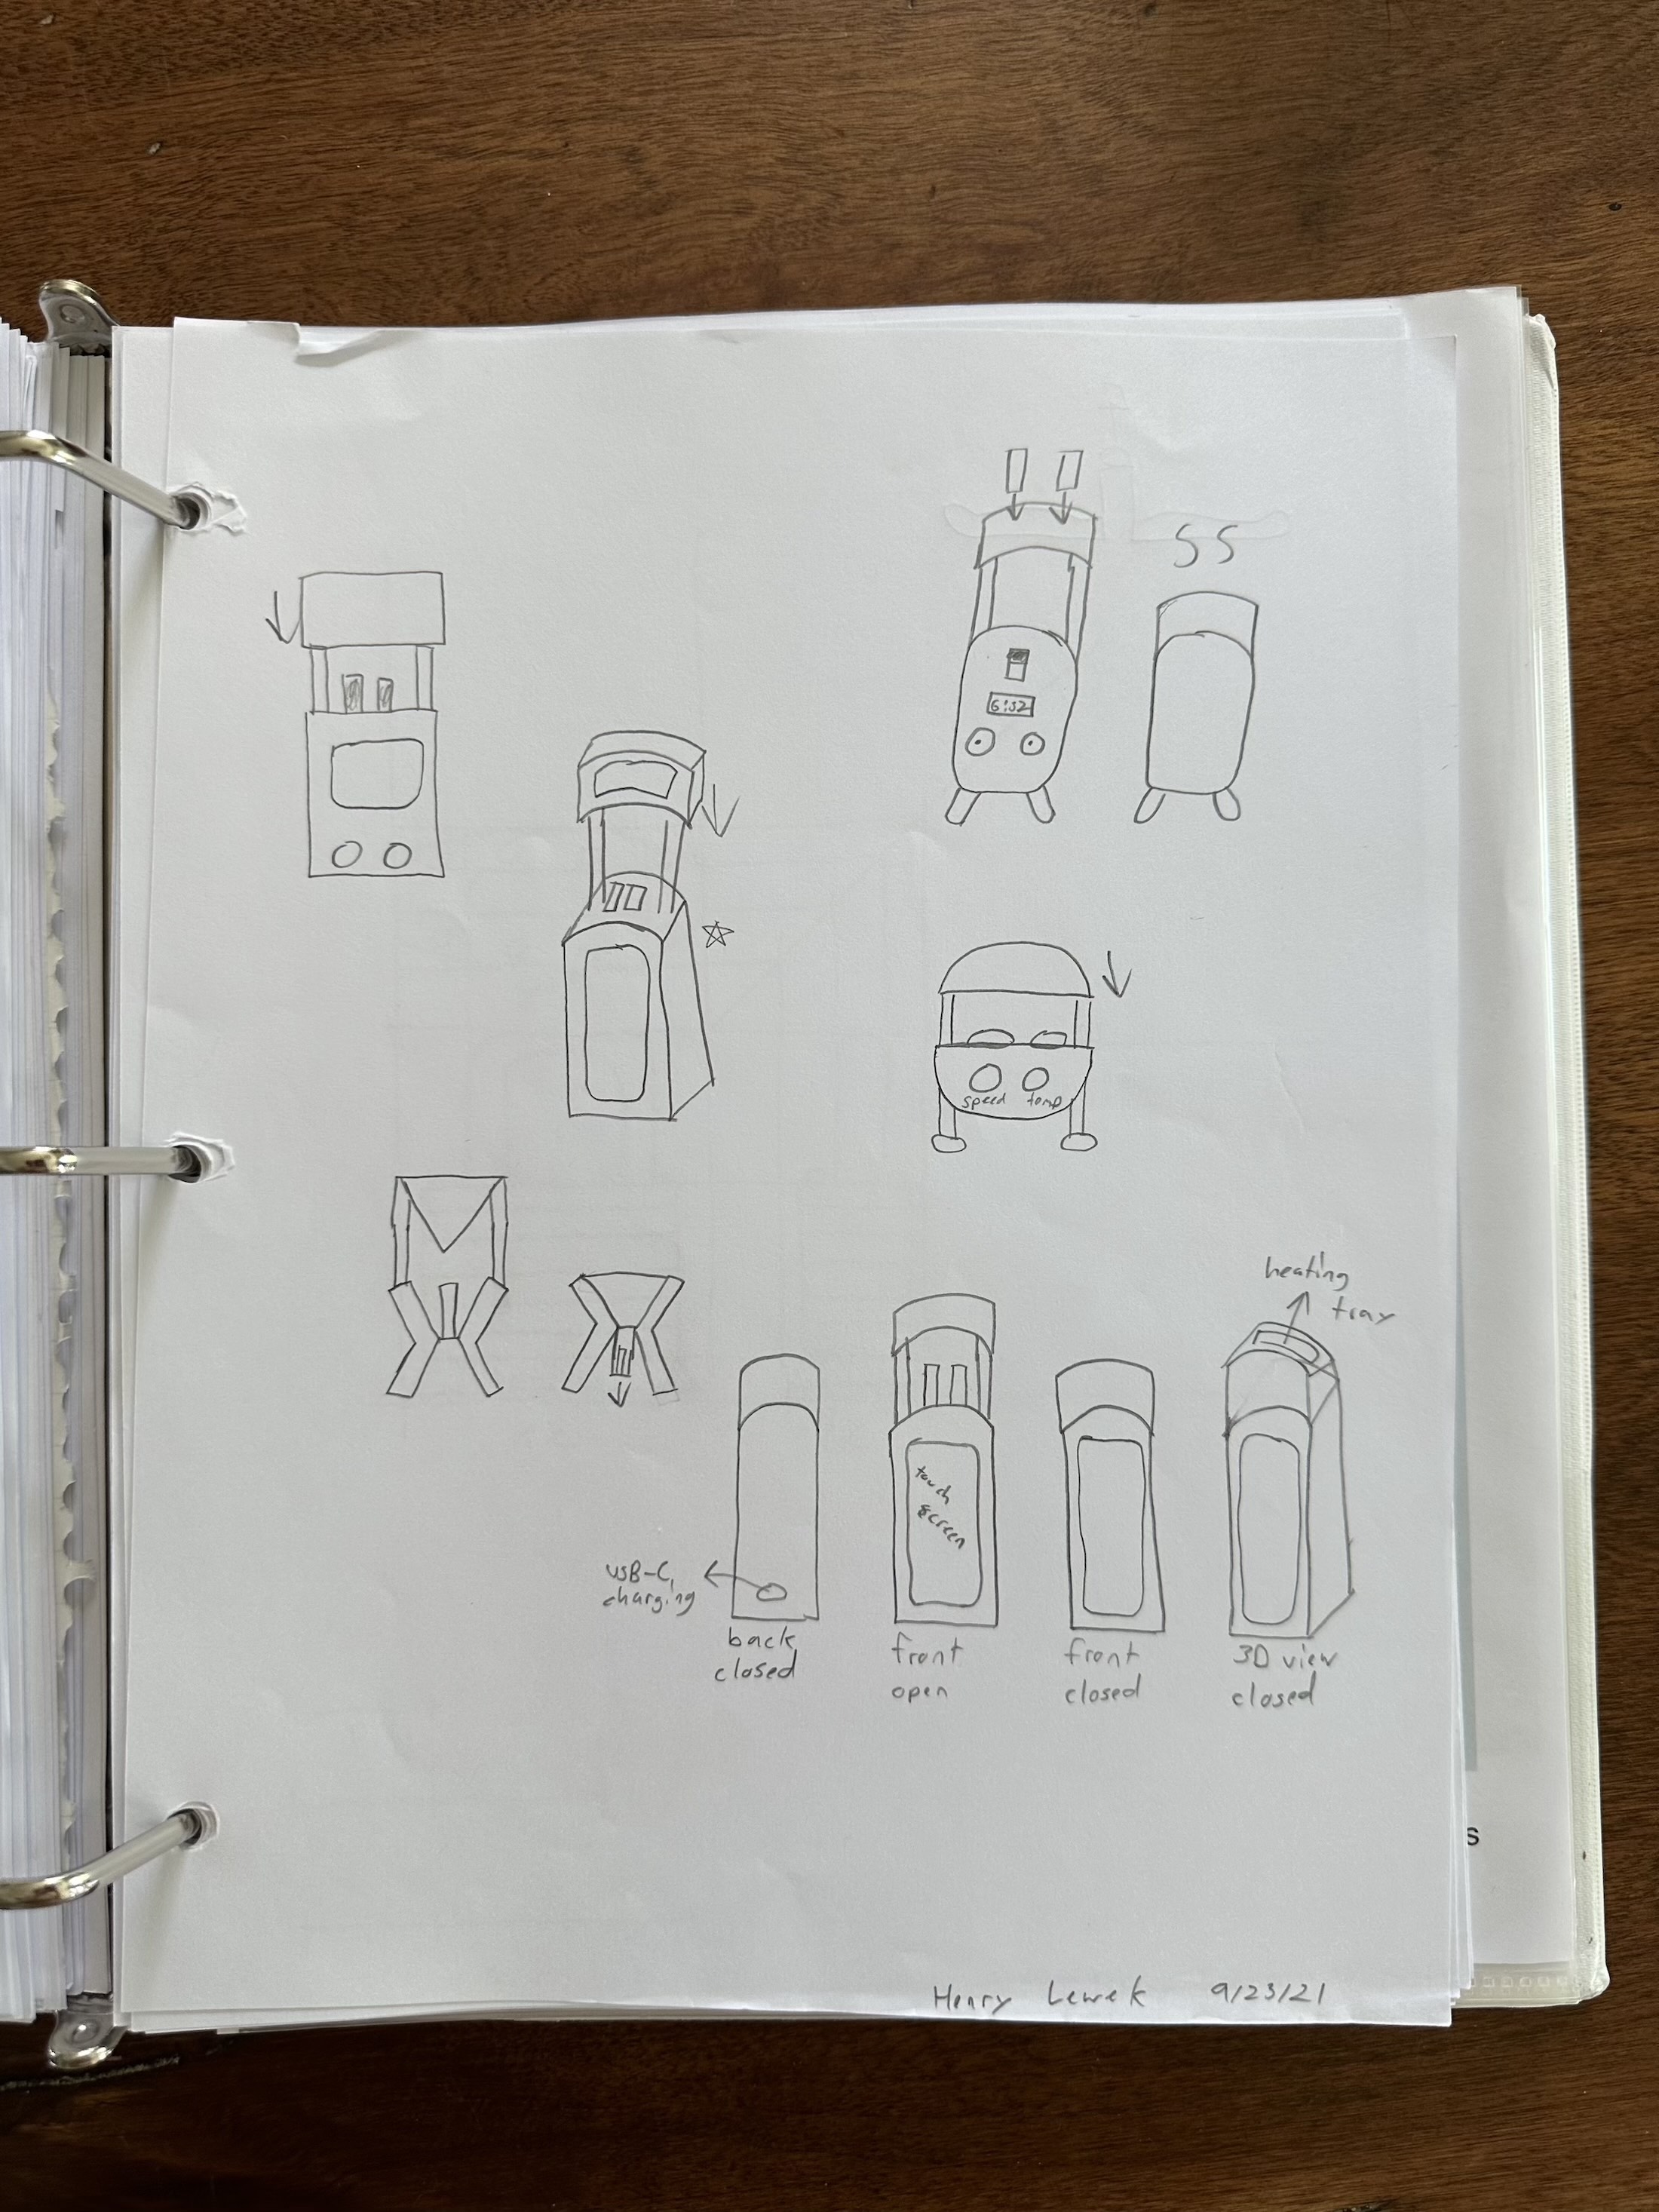 SS
6:52
speed temp
heating
tray
touch
screen
USB-C
charging
back
closed
front
open
front
closed
3D view
closed
s
Henry Lewek 9/23/21